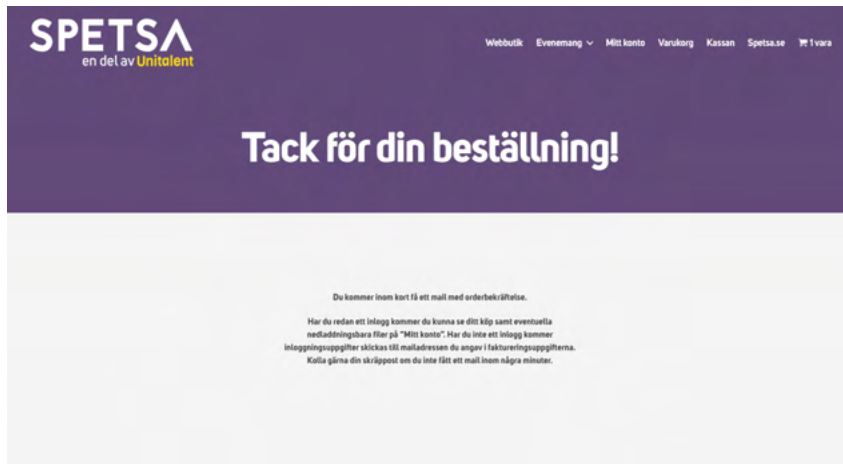 SPETSA
en del av Unitalent
Webbutik Evenemang Mitt konto Varukorg Kassan Spetsa.se 1 vara
Tack för din beställning!
Du kommer inom kort få ett mail med orderbekräftelse.
Har du redan ett inlogg kommer du kunna se ditt köp samt eventuella
nedladdningsbara filer på "Mitt konto". Har du inte ett inlogg kommer
inloggningsuppgifter skickas till mailadressen du angav i faktureringsuppgifterna.
Kolla gärna din skräppost om du inte fått ett mail inom några minuter.